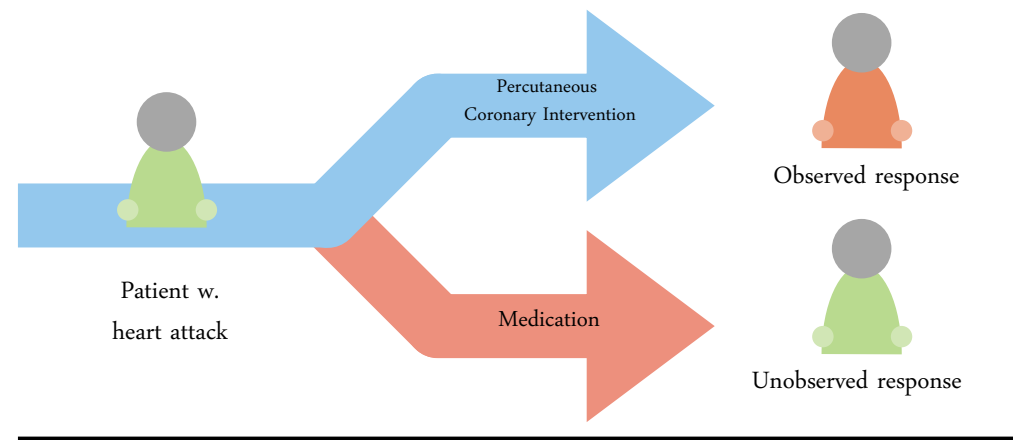 Percutaneous
Coronary Intervention
Observed response
Patient w.
heart attack
Medication
Unobserved response